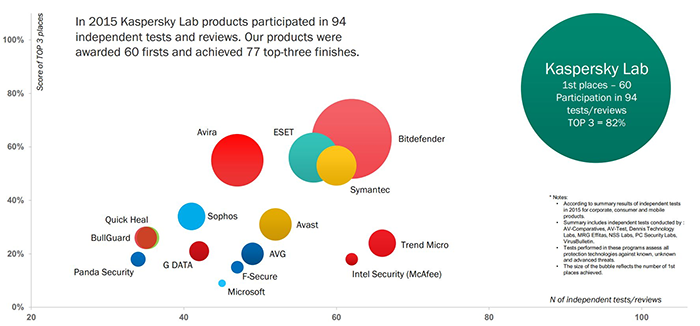 In 2015 Kaspersky Lab products participated in 94
independent tests and reviews. Our products were
awarded 60 firsts and achieved 77 top-three finishes.
Score of TOP 3 places
100%
80%
60%
40%
20%
0%
Kaspersky Lab
1st places – 60
Participation in 94
tests/reviews
TOP 3 = 82%
Avira
ESET
Bitdefender
Symantec
Quick Heal
Sophos
BullGuard
Avast
Panda Security
G DATA
AVG
Trend Micro
F-Secure
Intel Security (McAfee)
Microsoft
* Notes:
• According to summary results of independent tests
in 2015 for corporate, consumer and mobile
products.
• Summary includes independent tests conducted by :
AV-Comparatives, AV-Test, Dennis Technology
Labs, MRG Effitas, NSS Labs, PC Security Labs,
VirusBulletin.
• Tests performed in these programs assess all
protection technologies against known, unknown
and advanced threats.
• The size of the bubble reflects the number of 1st
places achieved.
N of independent tests/reviews
20
40
60
80
100